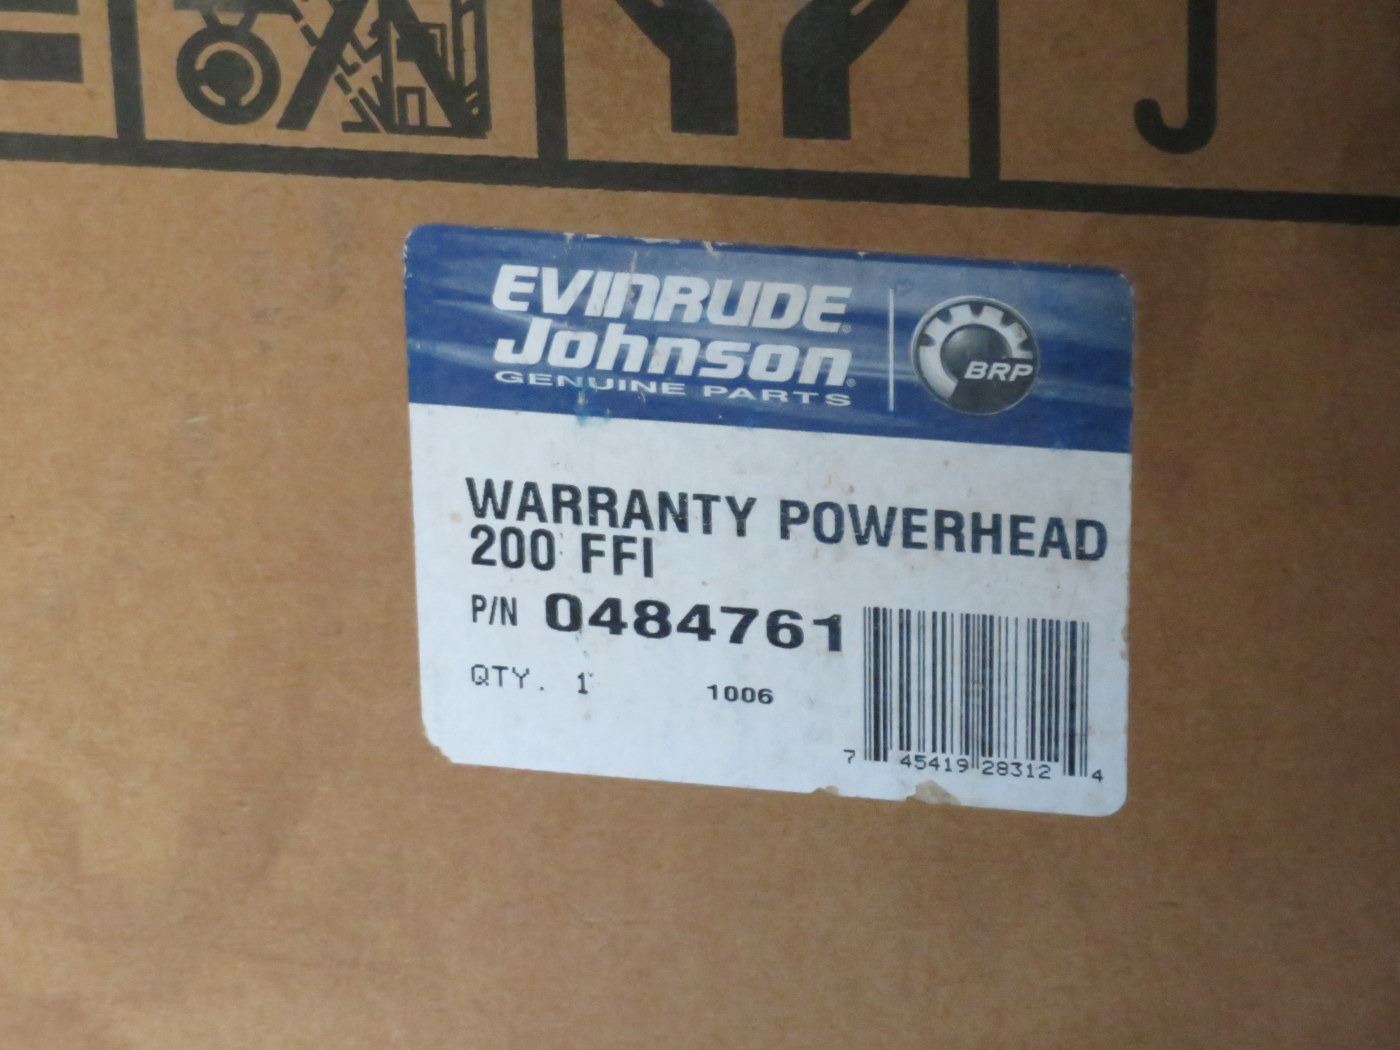 EVINRUDE®
Johnson®
GENUINE PARTS
BRP
WARRANTY POWERHEAD
200 FFI
P/N 0484761
QTY. 1
1006
7 45419 28312 4